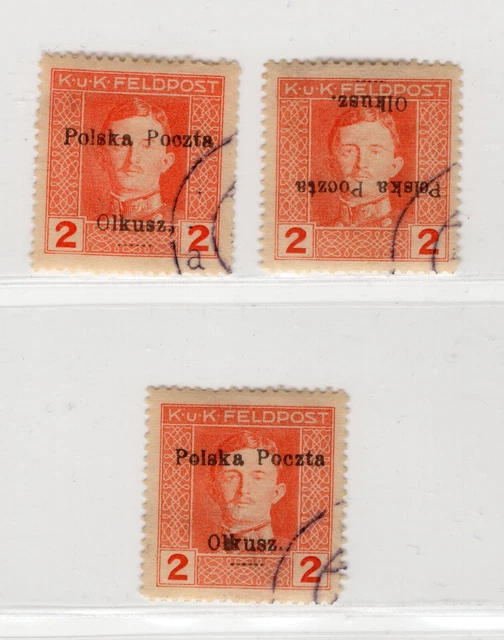 K·u·K·FELDPOST
Polska Poczta
Olkusz,
......
2 2
a
K·u·K·FELDPOST
Olkusz.
Polska Poczta
2 2
K·u·K·FELDPOST
Polska Poczta
Olkusz.
......
2 2